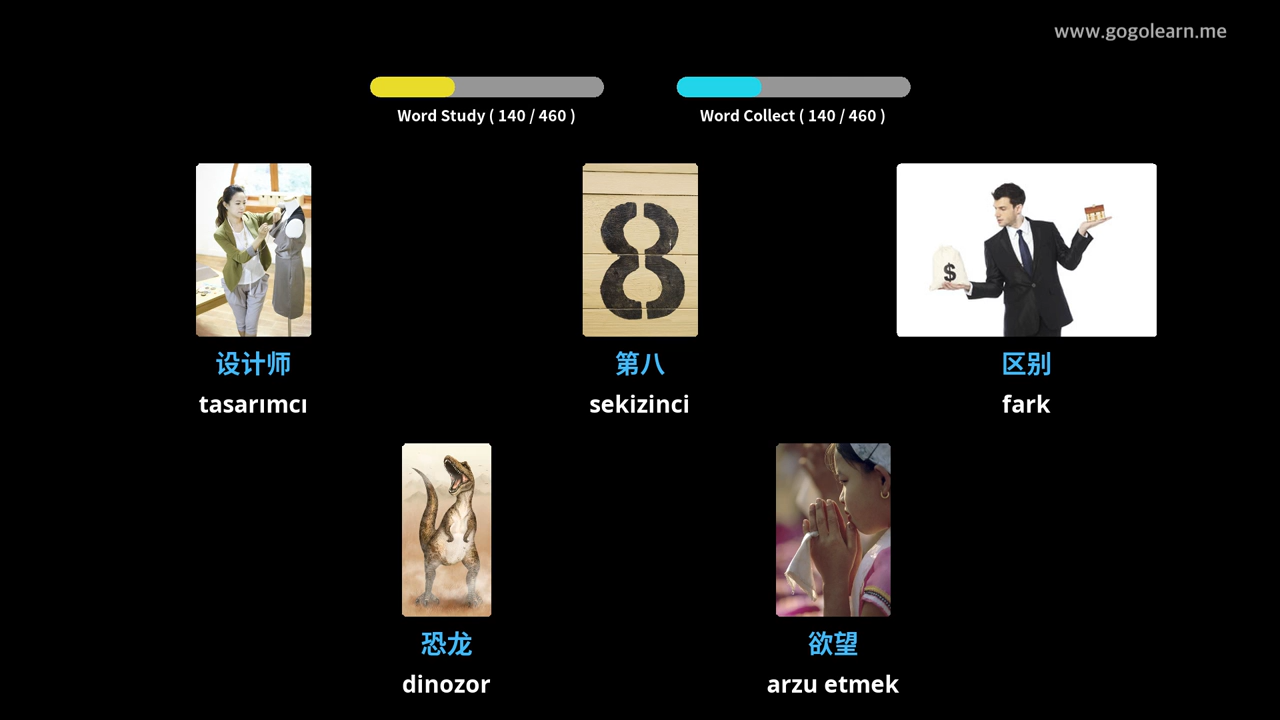 www.gogolearn.me
Word Study ( 140 / 460 )
Word Collect ( 140 / 460 )
设计师
tasarımcı
第八
sekizinci
区别
fark
恐龙
dinozor
欲望
arzu etmek